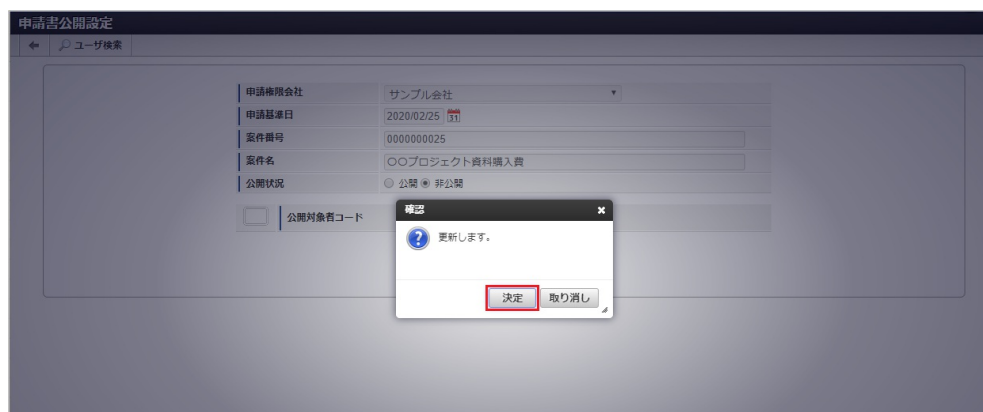 申請書公開設定
ユーザ検索
申請権限会社 サンプル会社
申請基準日 2020/02/25 31
案件番号 0000000025
案件名 〇〇プロジェクト資料購入費
公開状況 公開 非公開
公開対象者コード
確認
更新します。
決定 取り消し